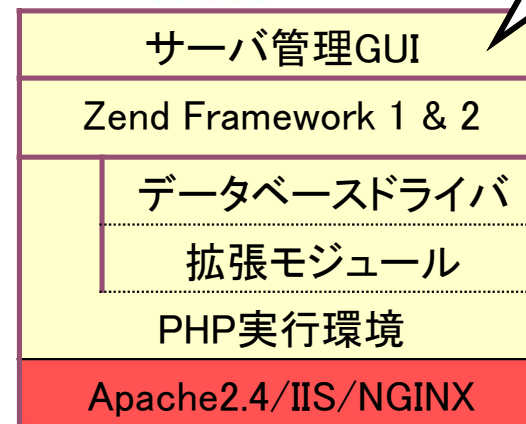 サーバ管理GUI
Zend Framework 1 & 2
データベースドライバ
拡張モジュール
PHP実行環境
Apache2.4/IIS/NGINX